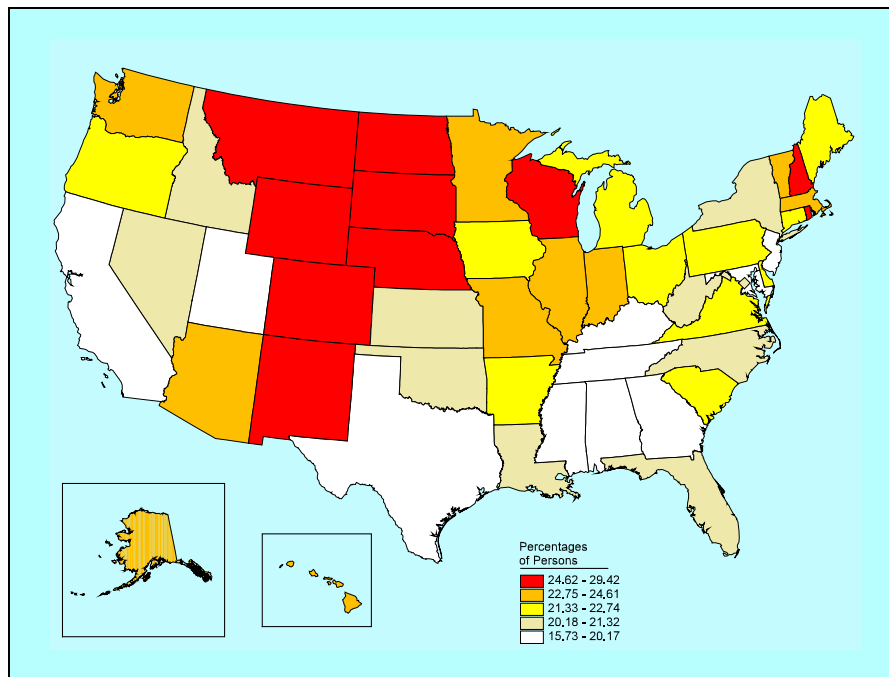 Percentages
of Persons
24.62 - 29.42
22.75 - 24.61
21.33 - 22.74
20.18 - 21.32
15.73 - 20.17